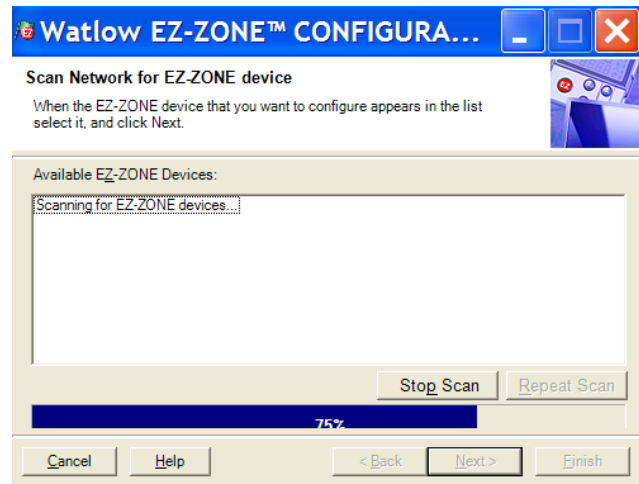 Watlow EZ-ZONE™ CONFIGURA...
Scan Network for EZ-ZONE device
When the EZ-ZONE device that you want to configure appears in the list
select it, and click Next.
EZ
Available EZ-ZONE Devices:
Scanning for EZ-ZONE devices...
Stop Scan Repeat Scan
75%
Cancel Help < Back Next > Finish